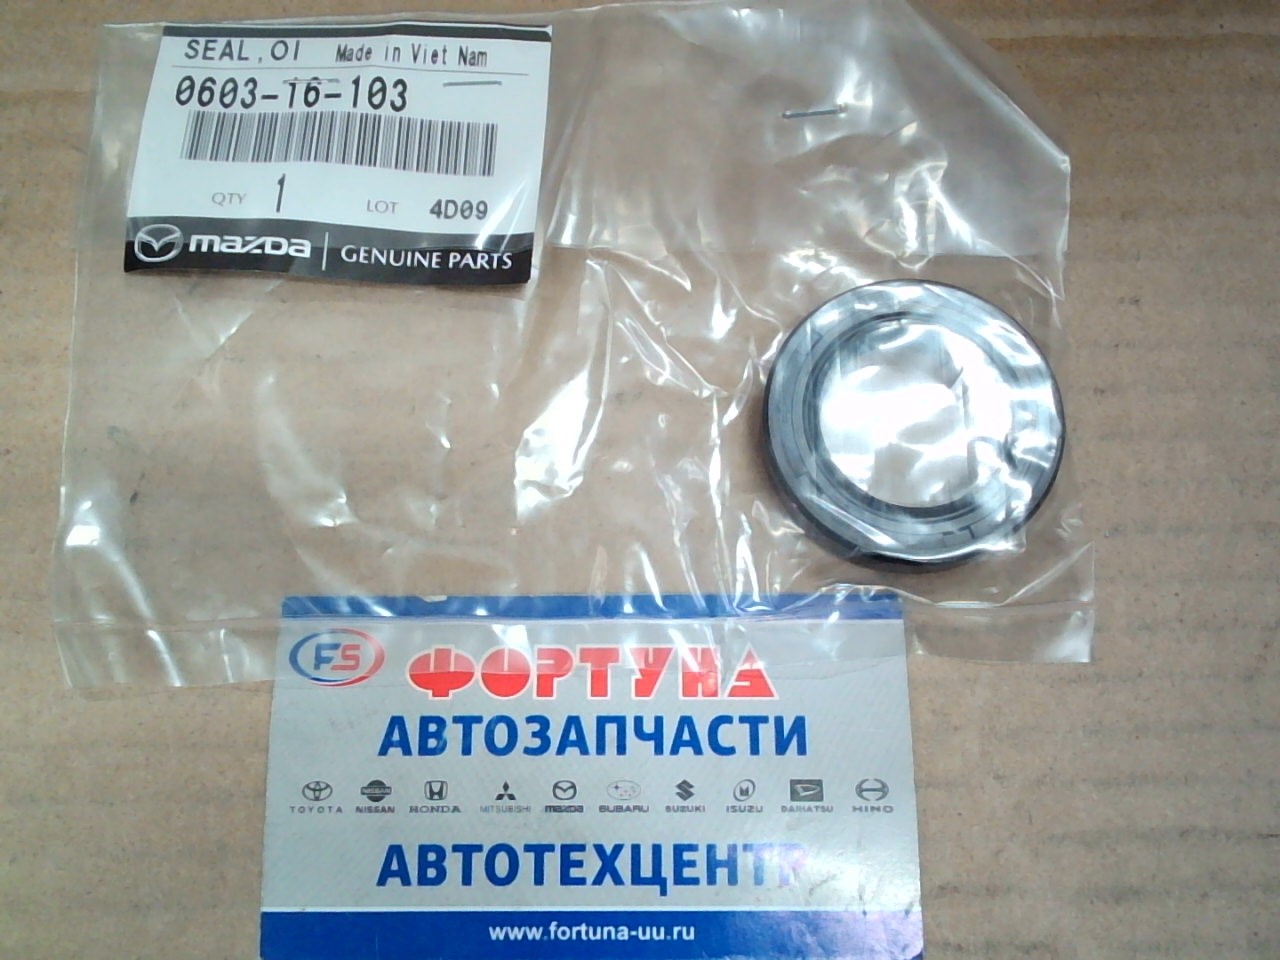 SEAL, OI Made in Viet Nam
0603-16-103
QTY 1 LOT 4D09
mazda GENUINE PARTS
FS ФОРТУНА
АВТОЗАПЧАСТИ
TOYOTA NISSAN HONDA MITSUBISHI mazda SUBARU SUZUKI ISUZU DAIHATSU HINO
АВТОТЕХЦЕНТР
www.fortuna-uu.ru